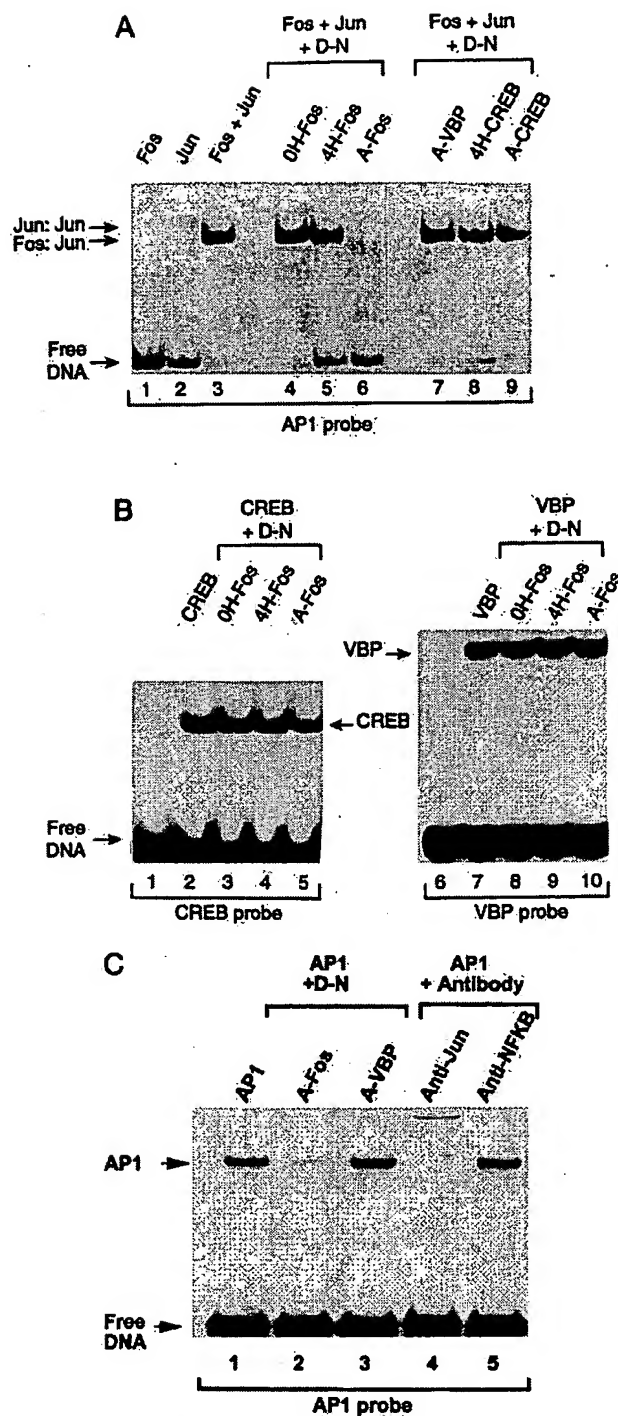 A
Fos + Jun
+ D-N
Fos + Jun
+ D-N
Fos
Jun
Fos + Jun
0H-Fos
4H-Fos
A-Fos
A-VBP
4H-CREB
A-CREB
Jun: Jun
Fos: Jun
Free
DNA
1 2 3 4 5 6 7 8 9
AP1 probe
B
CREB
+ D-N
VBP
+ D-N
CREB
0H-Fos
4H-Fos
A-Fos
VBP
0H-Fos
4H-Fos
A-Fos
VBP
CREB
Free
DNA
1 2 3 4 5
6 7 8 9 10
CREB probe
VBP probe
C
AP1
+D-N
AP1
+ Antibody
AP1
A-Fos
A-VBP
Anti-Jun
Anti-NFKB
AP1
Free
DNA
1 2 3 4 5
AP1 probe